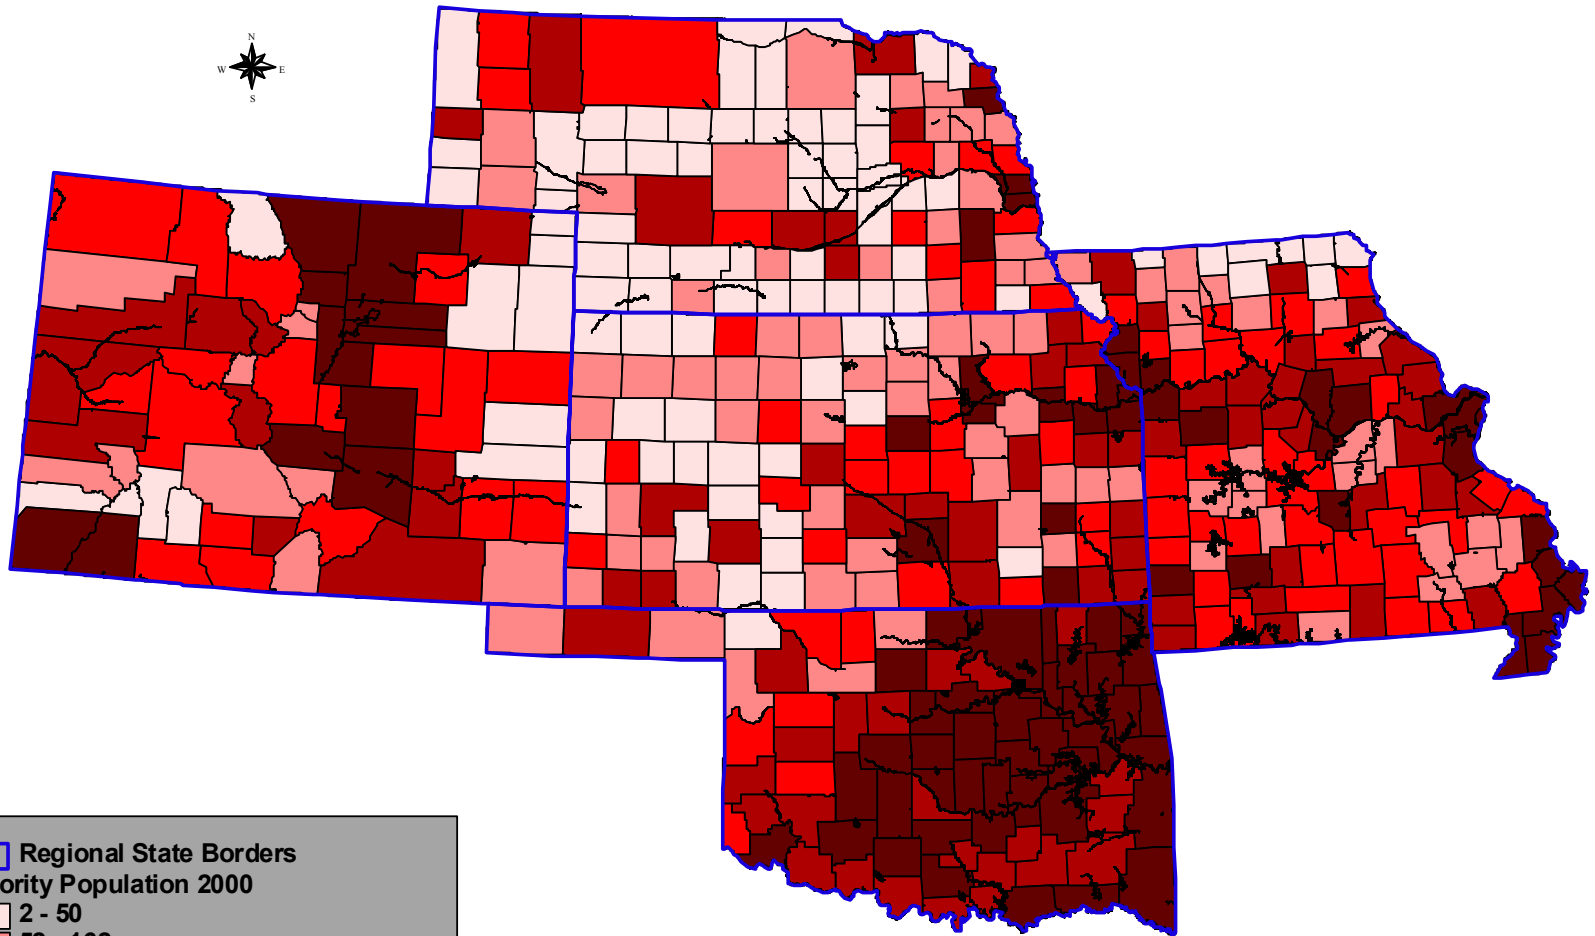 N
W E
S
Regional State Borders
ority Population 2000
2 - 50